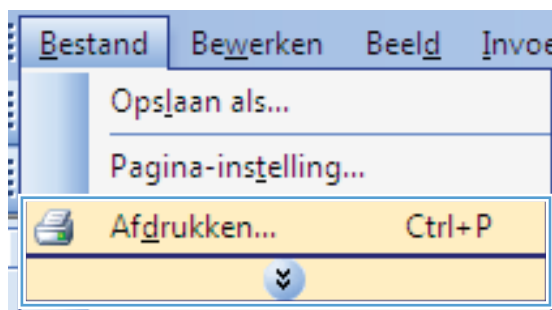 Bestand Bewerken Beeld Invoe
Opslaan als...
Pagina-instelling...
Afdrukken... Ctrl+P